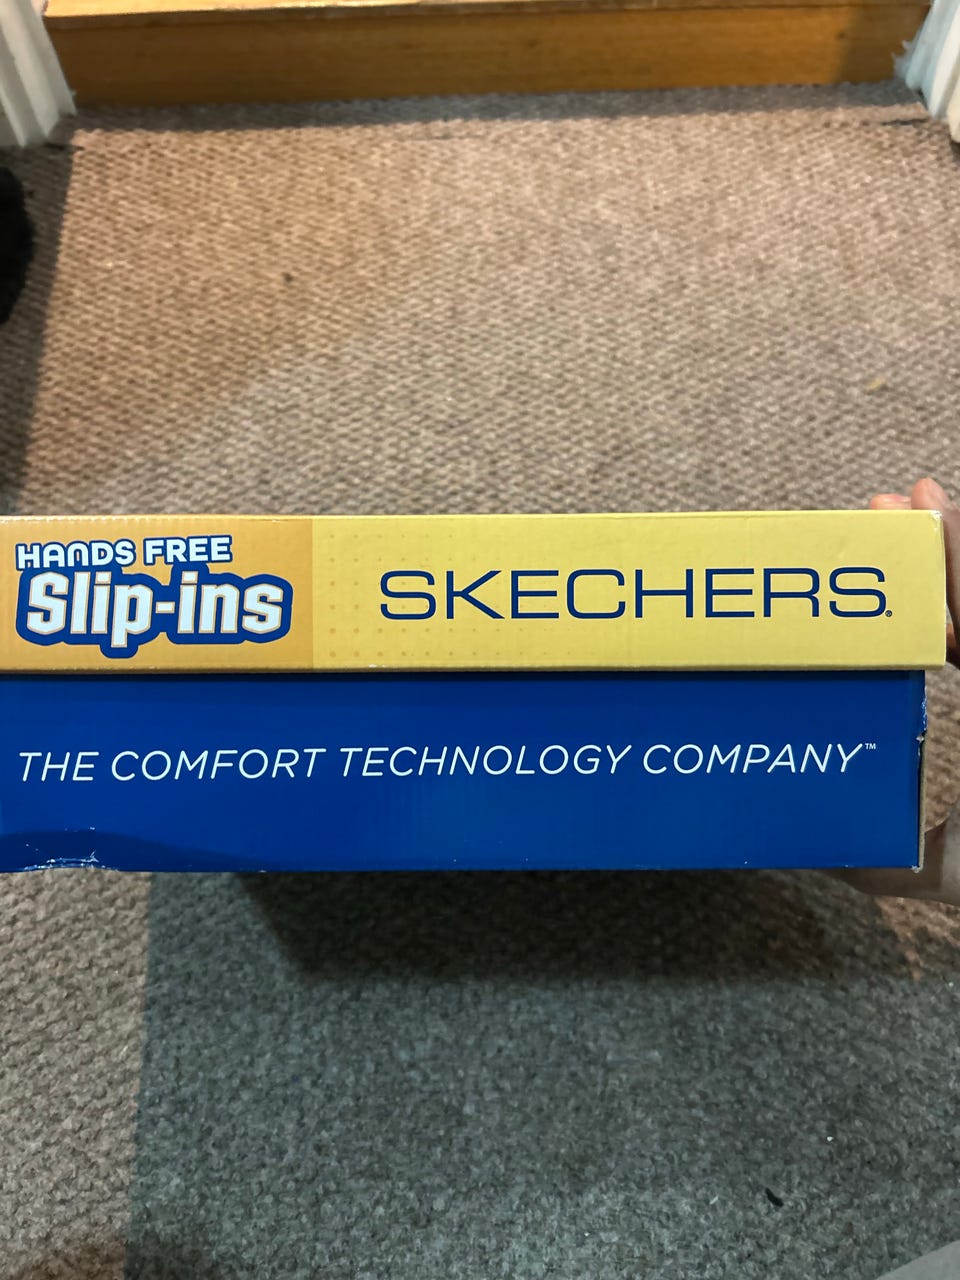 HANDS FREE
Slip-ins
SKECHERS®
THE COMFORT TECHNOLOGY COMPANY™